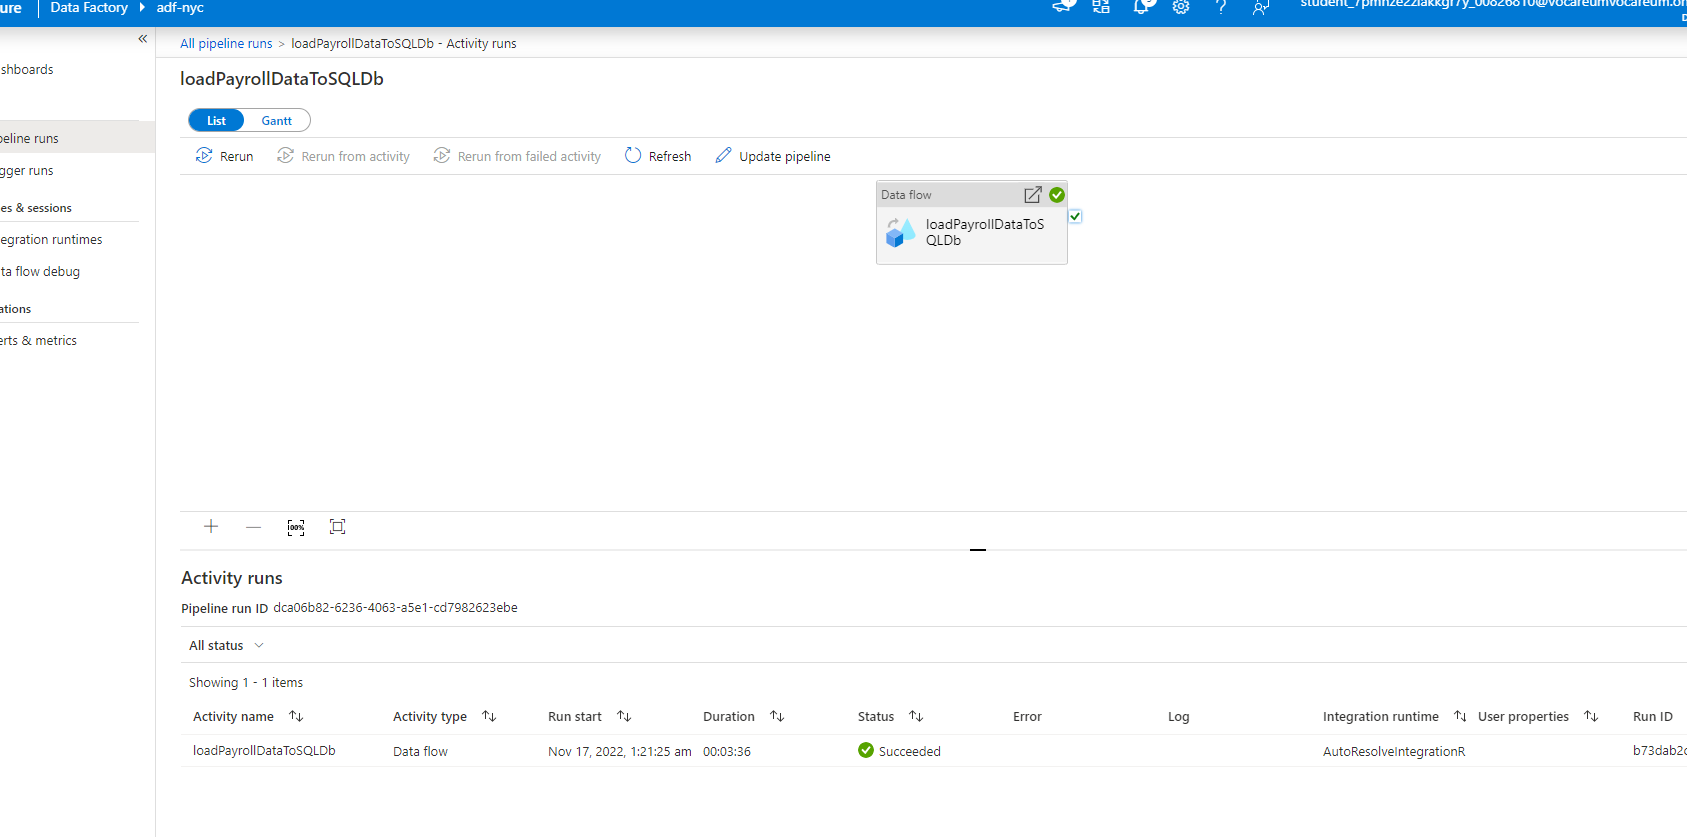 ure Data Factory adf-nyc
shboards
peline runs
gger runs
es & sessions
egration runtimes
ta flow debug
ations
erts & metrics
All pipeline runs > loadPayrollDataToSQLDb - Activity runs
loadPayrollDataToSQLDb
List Gantt
Rerun Rerun from activity Rerun from failed activity Refresh Update pipeline
Data flow
loadPayrollDataToS
QLDb
100%
Activity runs
Pipeline run ID dca06b82-6236-4063-a5e1-cd7982623ebe
All status
Showing 1 - 1 items
Activity name Activity type Run start Duration Status Error Log Integration runtime User properties Run ID
loadPayrollDataToSQLDb Data flow Nov 17, 2022, 1:21:25 am 00:03:36 Succeeded AutoResolveIntegrationR b73dab2c